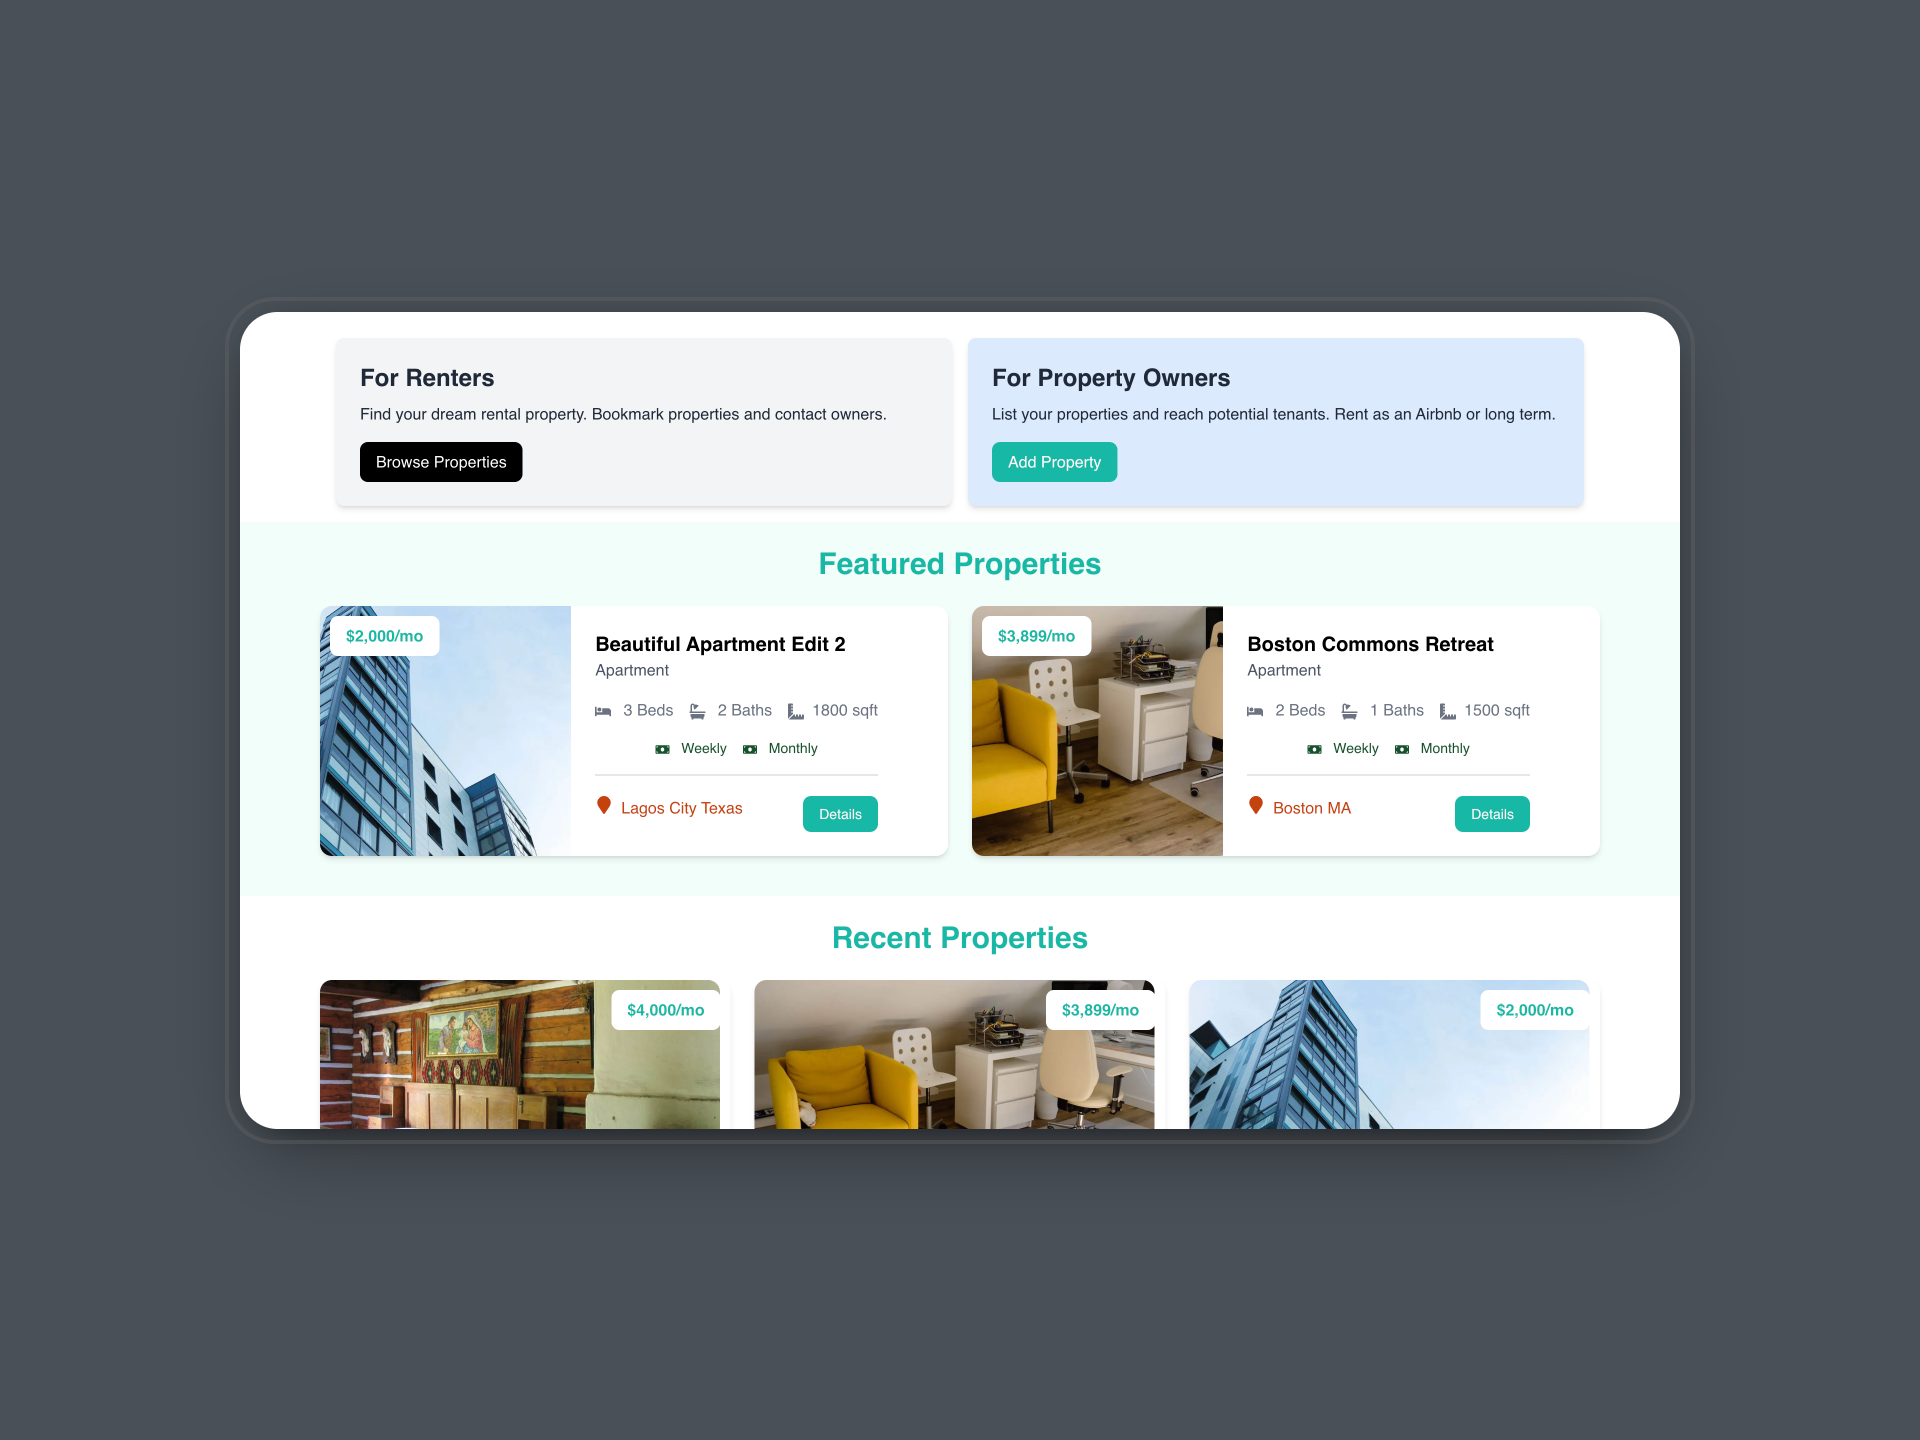 For Renters
Find your dream rental property. Bookmark properties and contact owners.
Browse Properties
For Property Owners
List your properties and reach potential tenants. Rent as an Airbnb or long term.
Add Property
Featured Properties
$2,000/mo
Beautiful Apartment Edit 2
Apartment
3 Beds 2 Baths 1800 sqft
Weekly Monthly
Lagos City Texas
Details
$3,899/mo
Boston Commons Retreat
Apartment
2 Beds 1 Baths 1500 sqft
Weekly Monthly
Boston MA
Details
Recent Properties
$4,000/mo
$3,899/mo
$2,000/mo